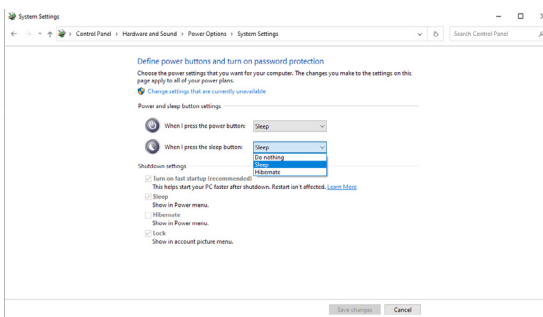 System Settings
Control Panel > Hardware and Sound > Power Options > System Settings
Search Control Panel
Define power buttons and turn on password protection
Choose the power settings that you want for your computer. The changes you make to the settings on this
page apply to all of your power plans.
Change settings that are currently unavailable
Power and sleep button settings
When I press the power button: Sleep
When I press the sleep button: Sleep
Do nothing
Sleep
Hibernate
Shutdown settings
Turn on fast startup (recommended)
This helps start your PC faster after shutdown. Restart isn't affected. Learn More
Sleep
Show in Power menu.
Hibernate
Show in Power menu.
Lock
Show in account picture menu.
Save changes Cancel